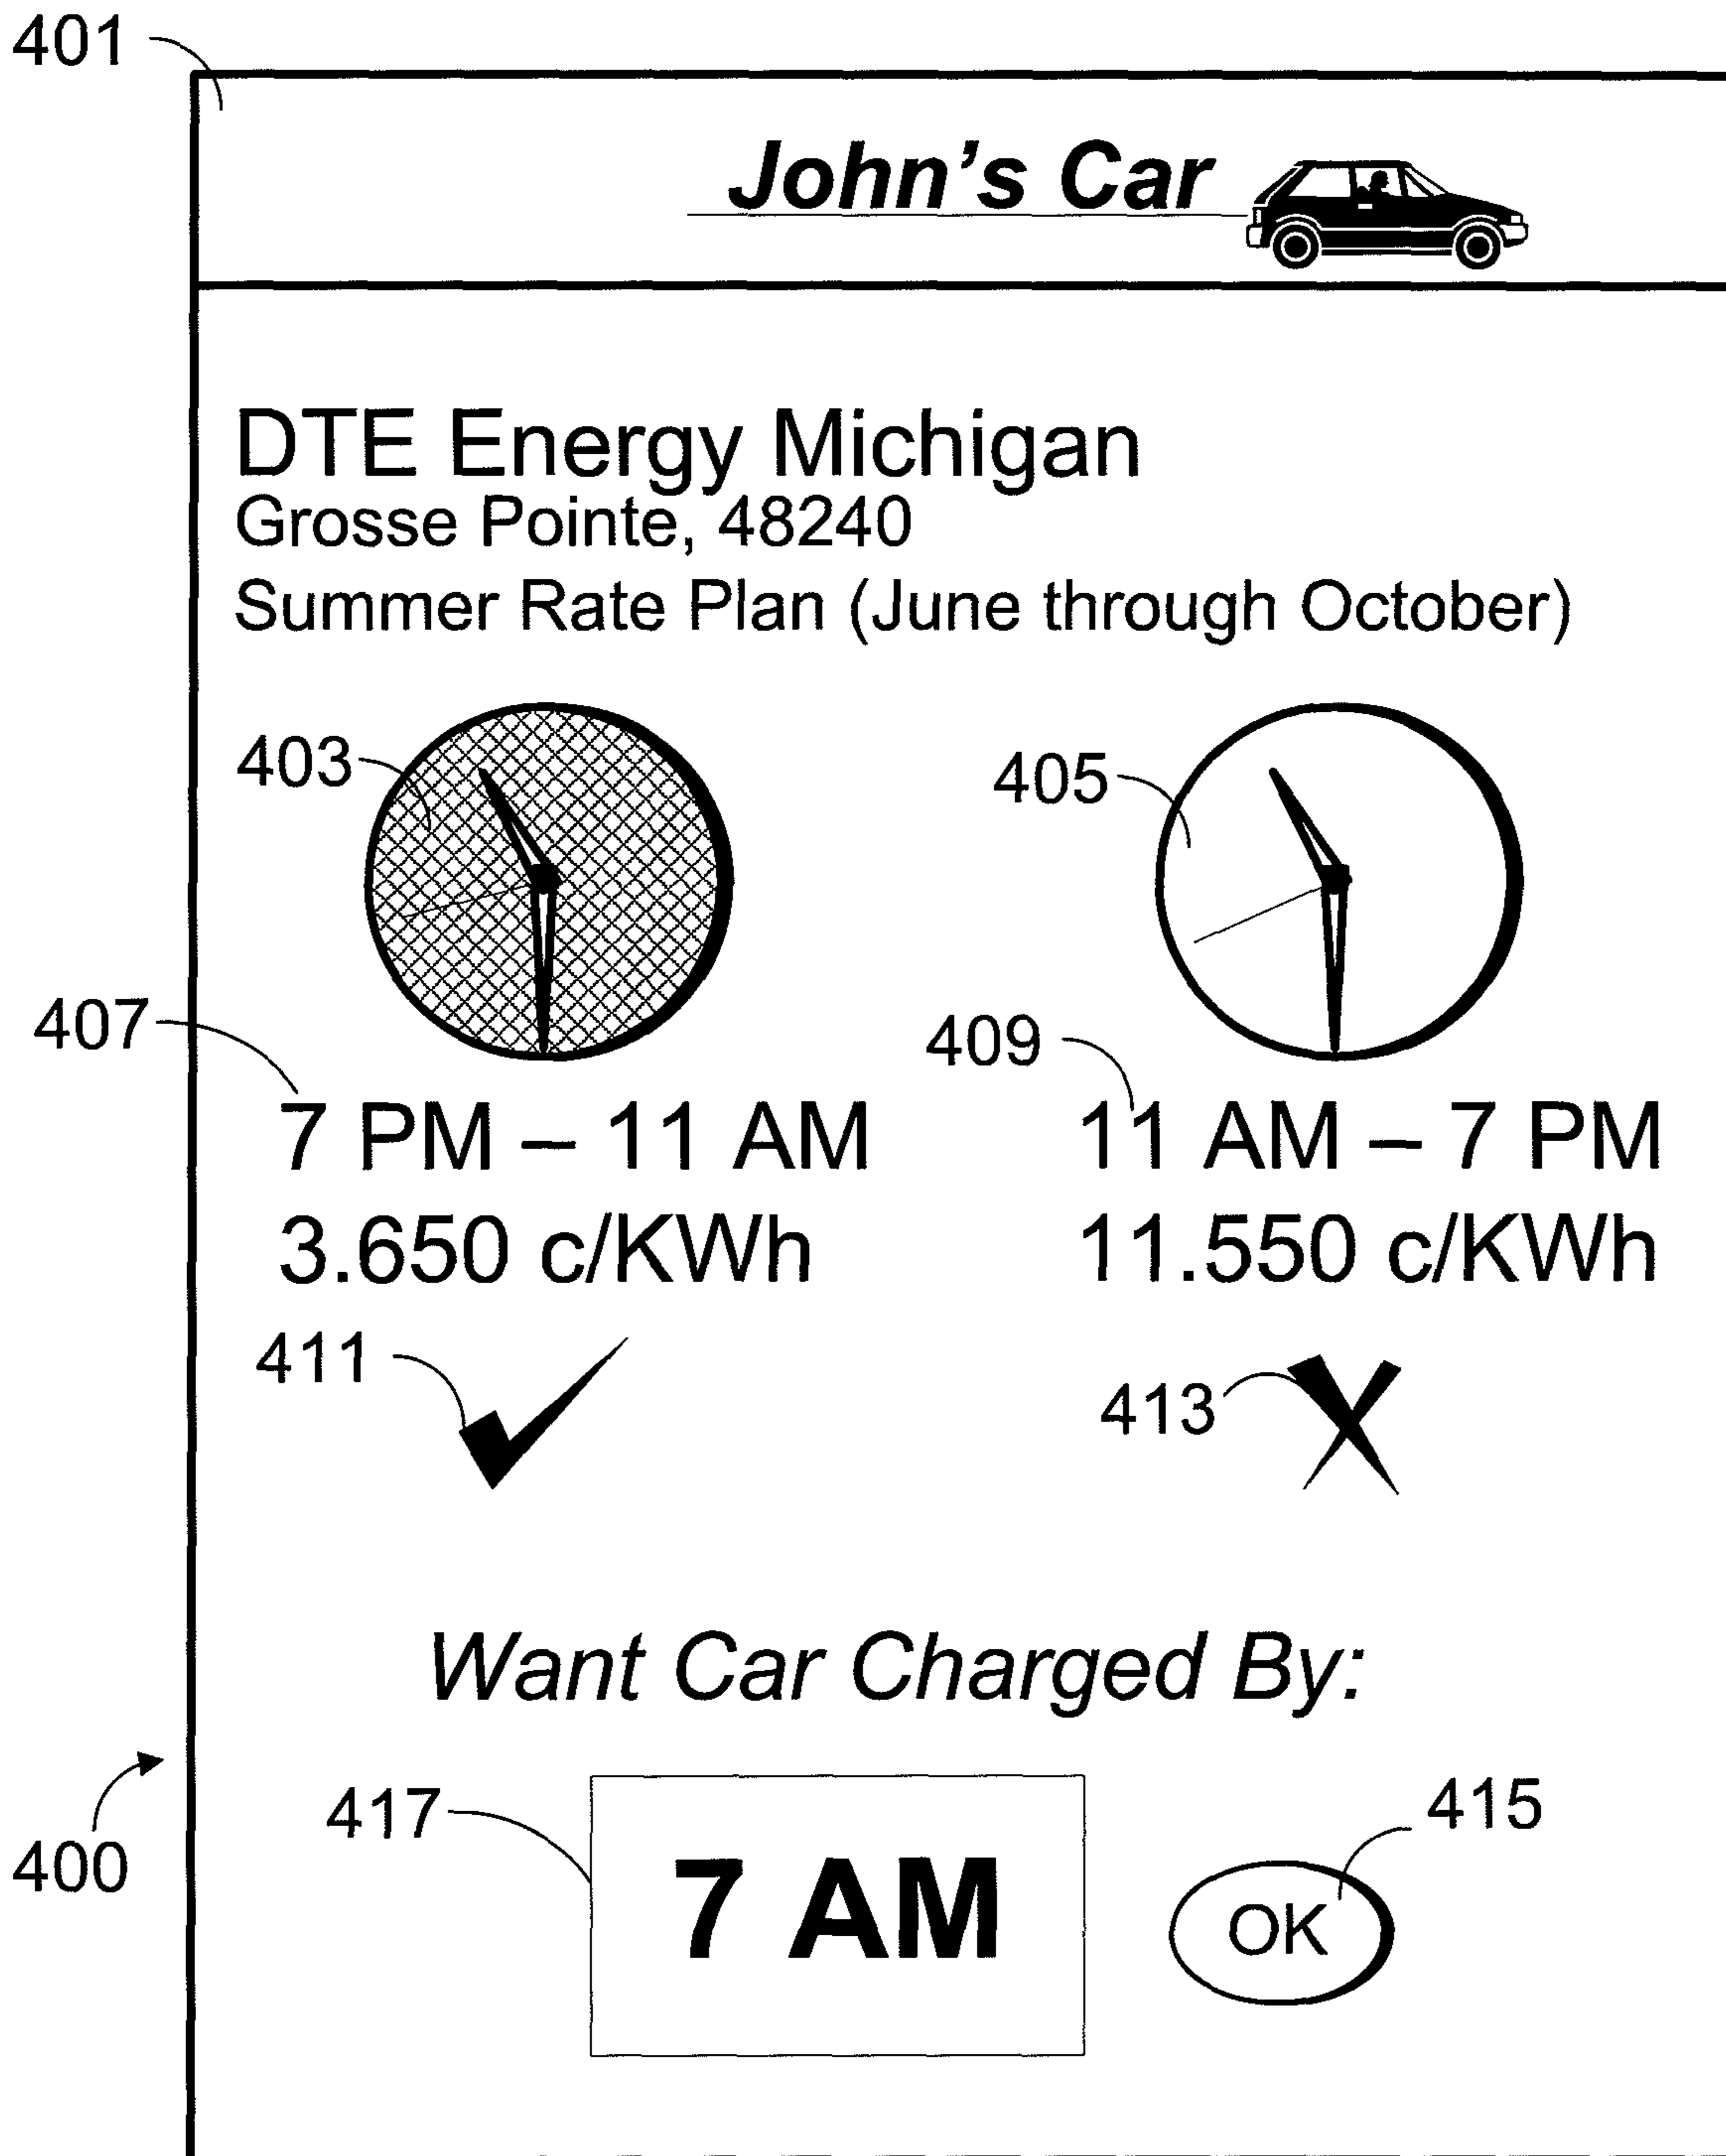 401
John's Car
DTE Energy Michigan
Grosse Pointe, 48240
Summer Rate Plan (June through October)
403
405
407
409
7 PM – 11 AM
11 AM – 7 PM
3.650 c/KWh
11.550 c/KWh
411
413
Want Car Charged By:
400
417
415
7 AM
OK